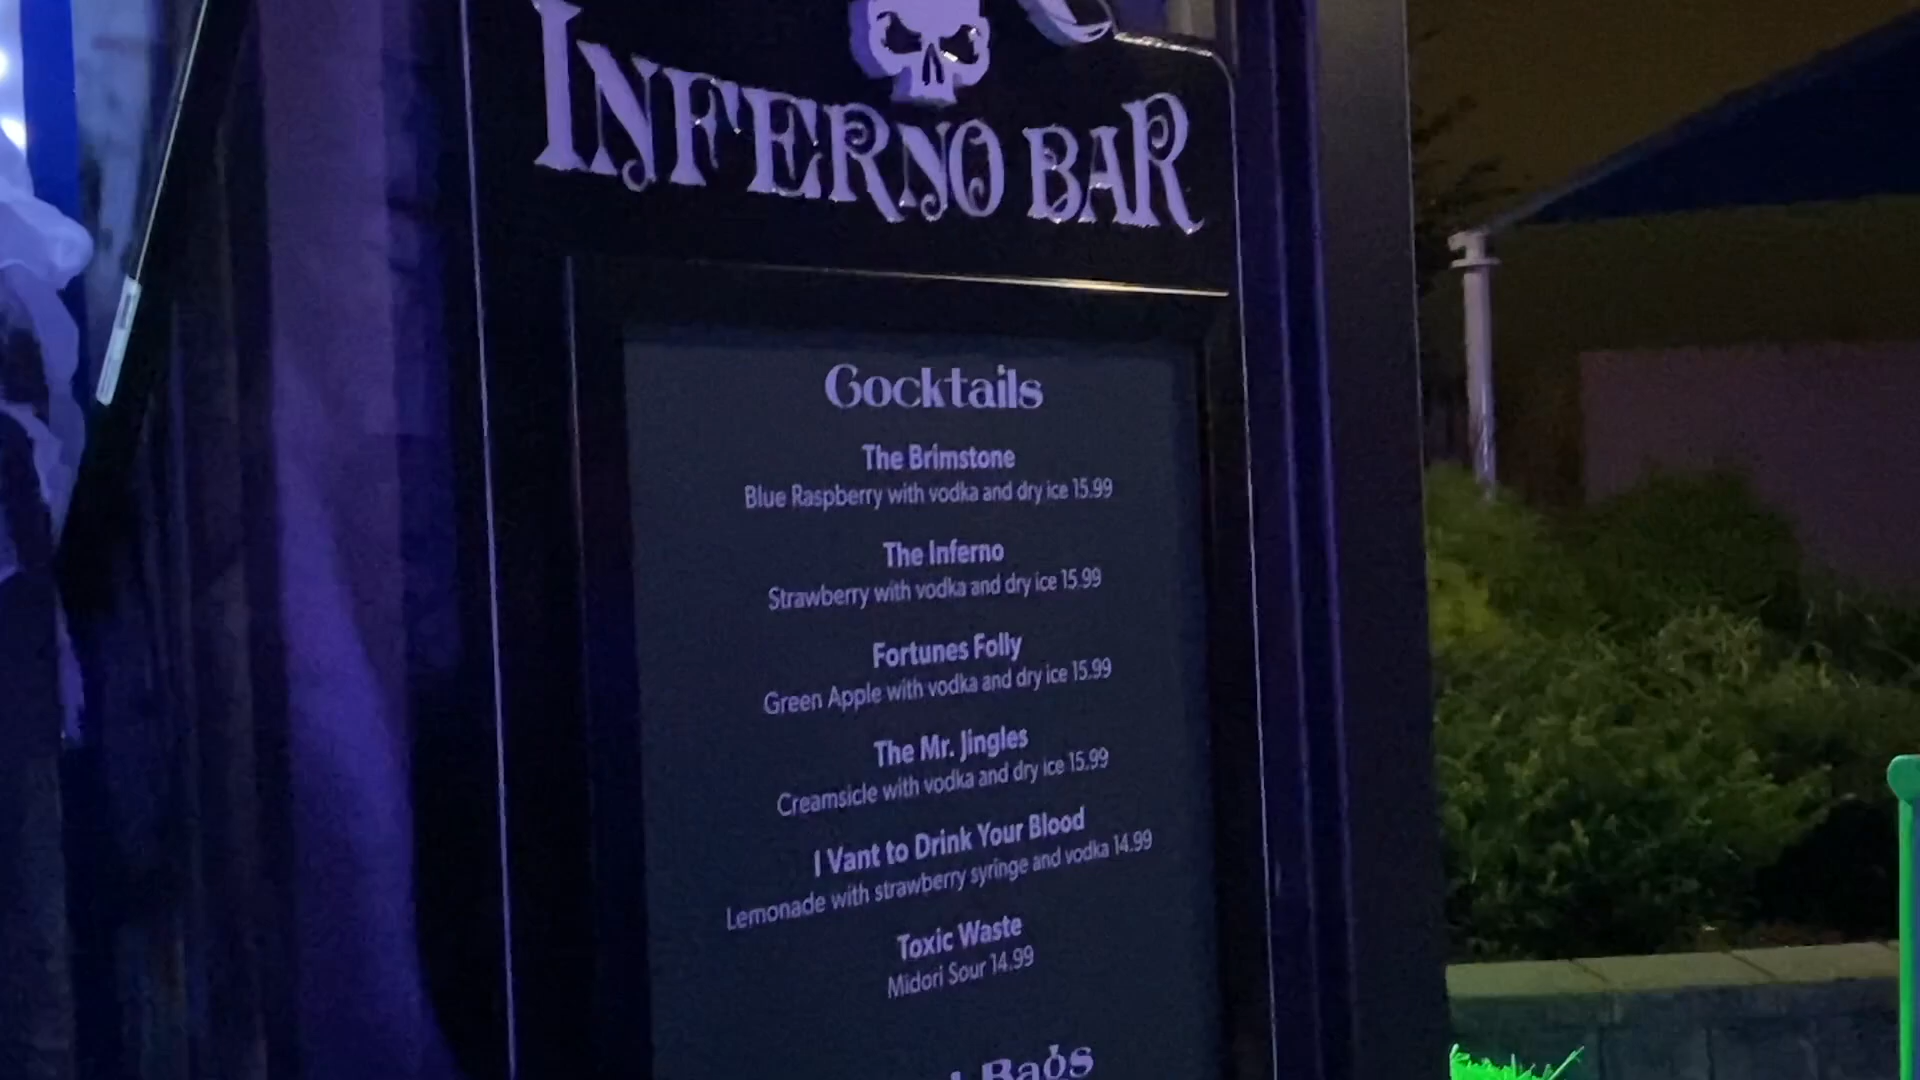 INFERNO BAR
Cocktails
The Brimstone
Blue Raspberry with vodka and dry ice 15.99
The Inferno
Strawberry with vodka and dry ice 15.99
Fortunes Folly
Green Apple with vodka and dry ice 15.99
The Mr. Jingles
Creamsicle with vodka and dry ice 15.99
I Vant to Drink Your Blood
Lemonade with strawberry syringe and vodka 14.99
Toxic Waste
Midori Sour 14.99
Bags